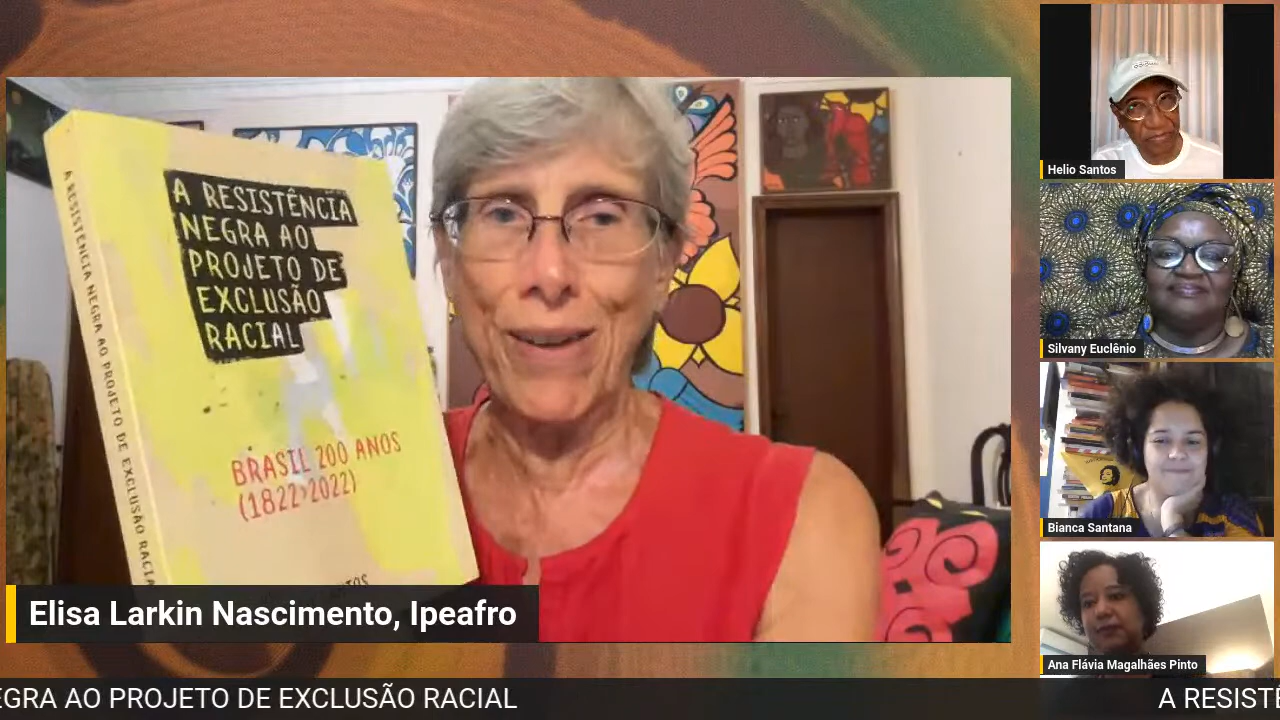 A RESISTÊNCIA
NEGRA AO
PROJETO DE
EXCLUSÃO
RACIAL
BRASIL 200 ANOS
(1822>2022)
A RESISTÊNCIA NEGRA AO PROJETO DE EXCLUSÃO RACIA
Elisa Larkin Nascimento, Ipeafro
Helio Santos
Silvany Euclênio
Bianca Santana
Ana Flávia Magalhães Pinto
EGRA AO PROJETO DE EXCLUSÃO RACIAL
A RESISTÊ